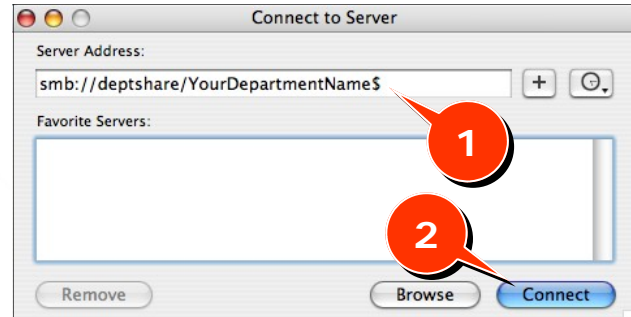 Connect to Server
Server Address:
smb://deptshare/YourDepartmentName$
+
Favorite Servers:
1
2
Remove
Browse
Connect